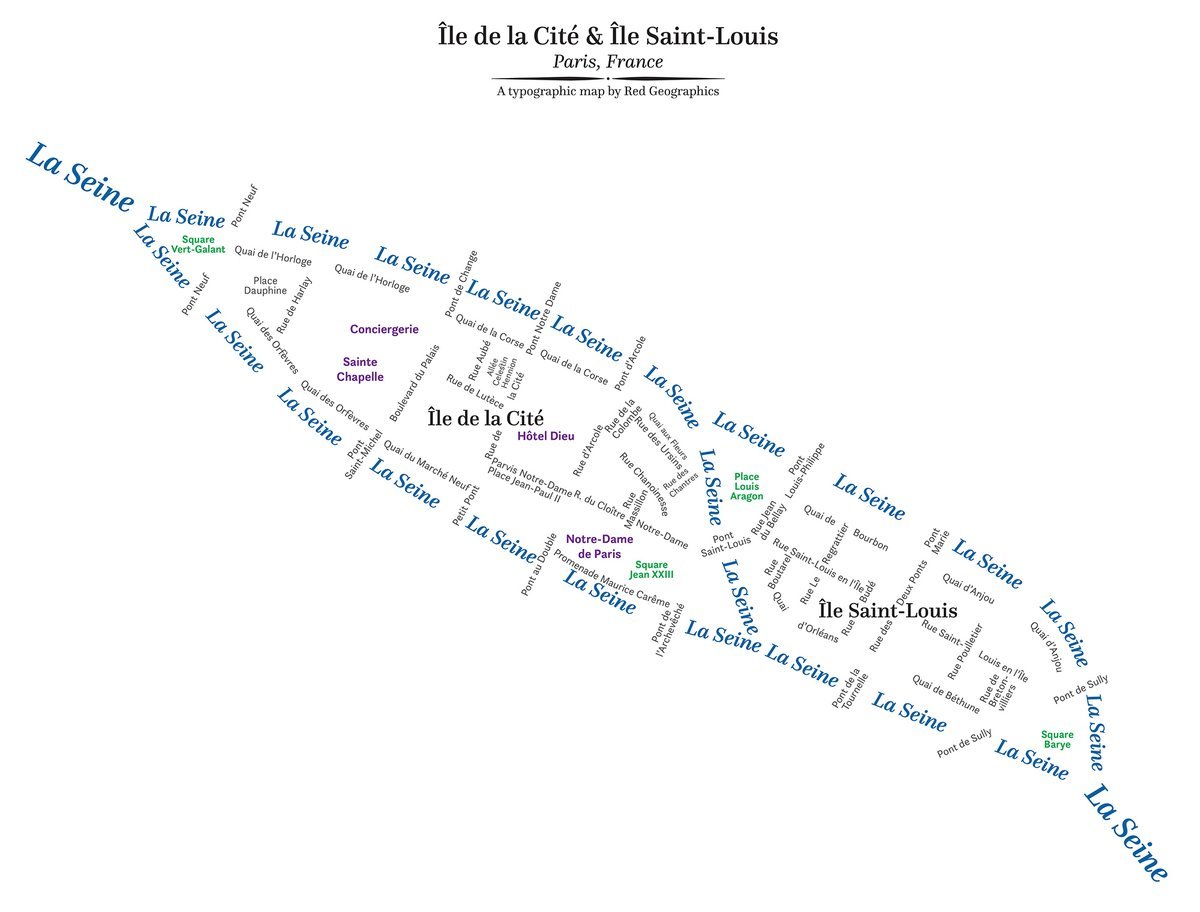 Île de la Cité & Île Saint-Louis
Paris, France
A typographic map by Red Geographics
La Seine
La Seine
Pont Neuf
La Seine
Square
Vert-Galant
La Seine
Quai de l'Horloge
Quai de l'Horloge
La Seine
Pont de Change
Place
Dauphine
Pont Neuf
Rue de Harlay
La Seine
Pont Notre Dame
Quai des Orfèvres
La Seine
Conciergerie
Quai de la Corse
La Seine
Sainte
Chapelle
Boulevard du Palais
Rue Aubé
Allée
Celestin
Hennion
Quai de la Corse
Pont d'Arcole
Rue de Lutèce
la Cité
Quai des Orfèvres
La Seine
La Seine
Île de la Cité
Rue de
Hôtel Dieu
Rue d'Arcole
Rue de la
Colombe
Quai aux Fleurs
Rue des Ursins
La Seine
Pont
Saint-Michel
Quai du Marché Neuf
La Seine
Parvis Notre-Dame
Place Jean-Paul II
Rue Chanoinesse
Rue des
Chantres
La Seine
Place
Louis
Aragon
Pont
Louis-Philippe
La Seine
Petit Pont
R. du Cloître
Notre-Dame
Rue
Massillon
La Seine
Pont au Double
Notre-Dame
de Paris
Pont
Saint-Louis
Rue Jean
du Bellay
Quai de
Bourbon
Promenade Maurice Carême
Square
Jean XXIII
La Seine
La Seine
Rue
Boutarel
Rue Saint-Louis en l'Île
Rue Le
Regrattier
Pont
Marie
La Seine
Quai
d'Orléans
Rue
Budé
Rue des
Deux Ponts
Quai d'Anjou
Île Saint-Louis
Pont de
l'Archevêché
La Seine
La Seine
Rue Saint-
Louis en l'Île
Rue Poulletier
Quai d'Anjou
La Seine
Pont de la
Tournelle
Quai de Béthune
Rue de
Breton-
villiers
Pont de Sully
La Seine
Pont de Sully
La Seine
Square
Barye
La Seine
La Seine